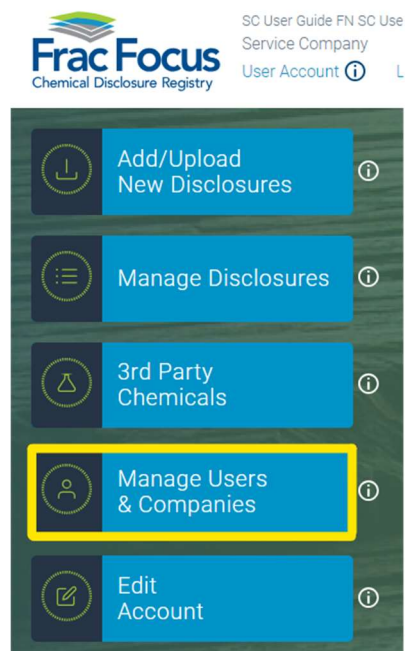 Frac Focus
Chemical Disclosure Registry
SC User Guide FN SC Use
Service Company
User Account
L
Add/Upload
New Disclosures
Manage Disclosures
3rd Party
Chemicals
Manage Users
& Companies
Edit
Account